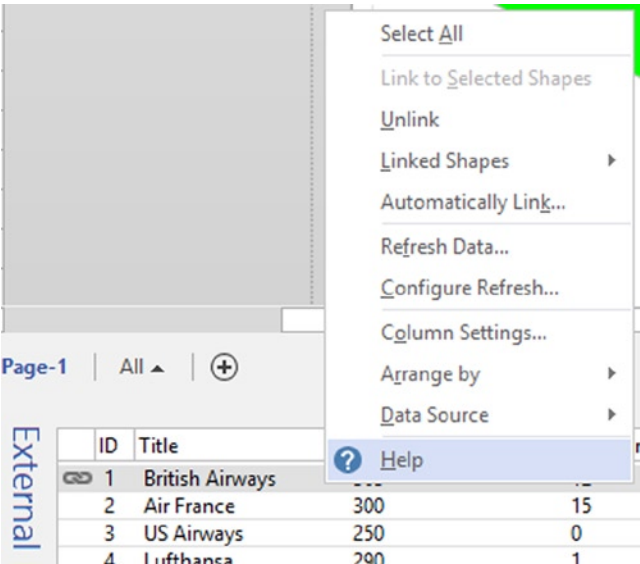 Select All
Link to Selected Shapes
Unlink
Linked Shapes
Automatically Link...
Refresh Data...
Configure Refresh...
Column Settings...
Arrange by
Data Source
Help
Page-1 All
External
ID Title
1 British Airways
2 Air France 300 15
3 US Airways 250 0
4 Lufthansa 290 1